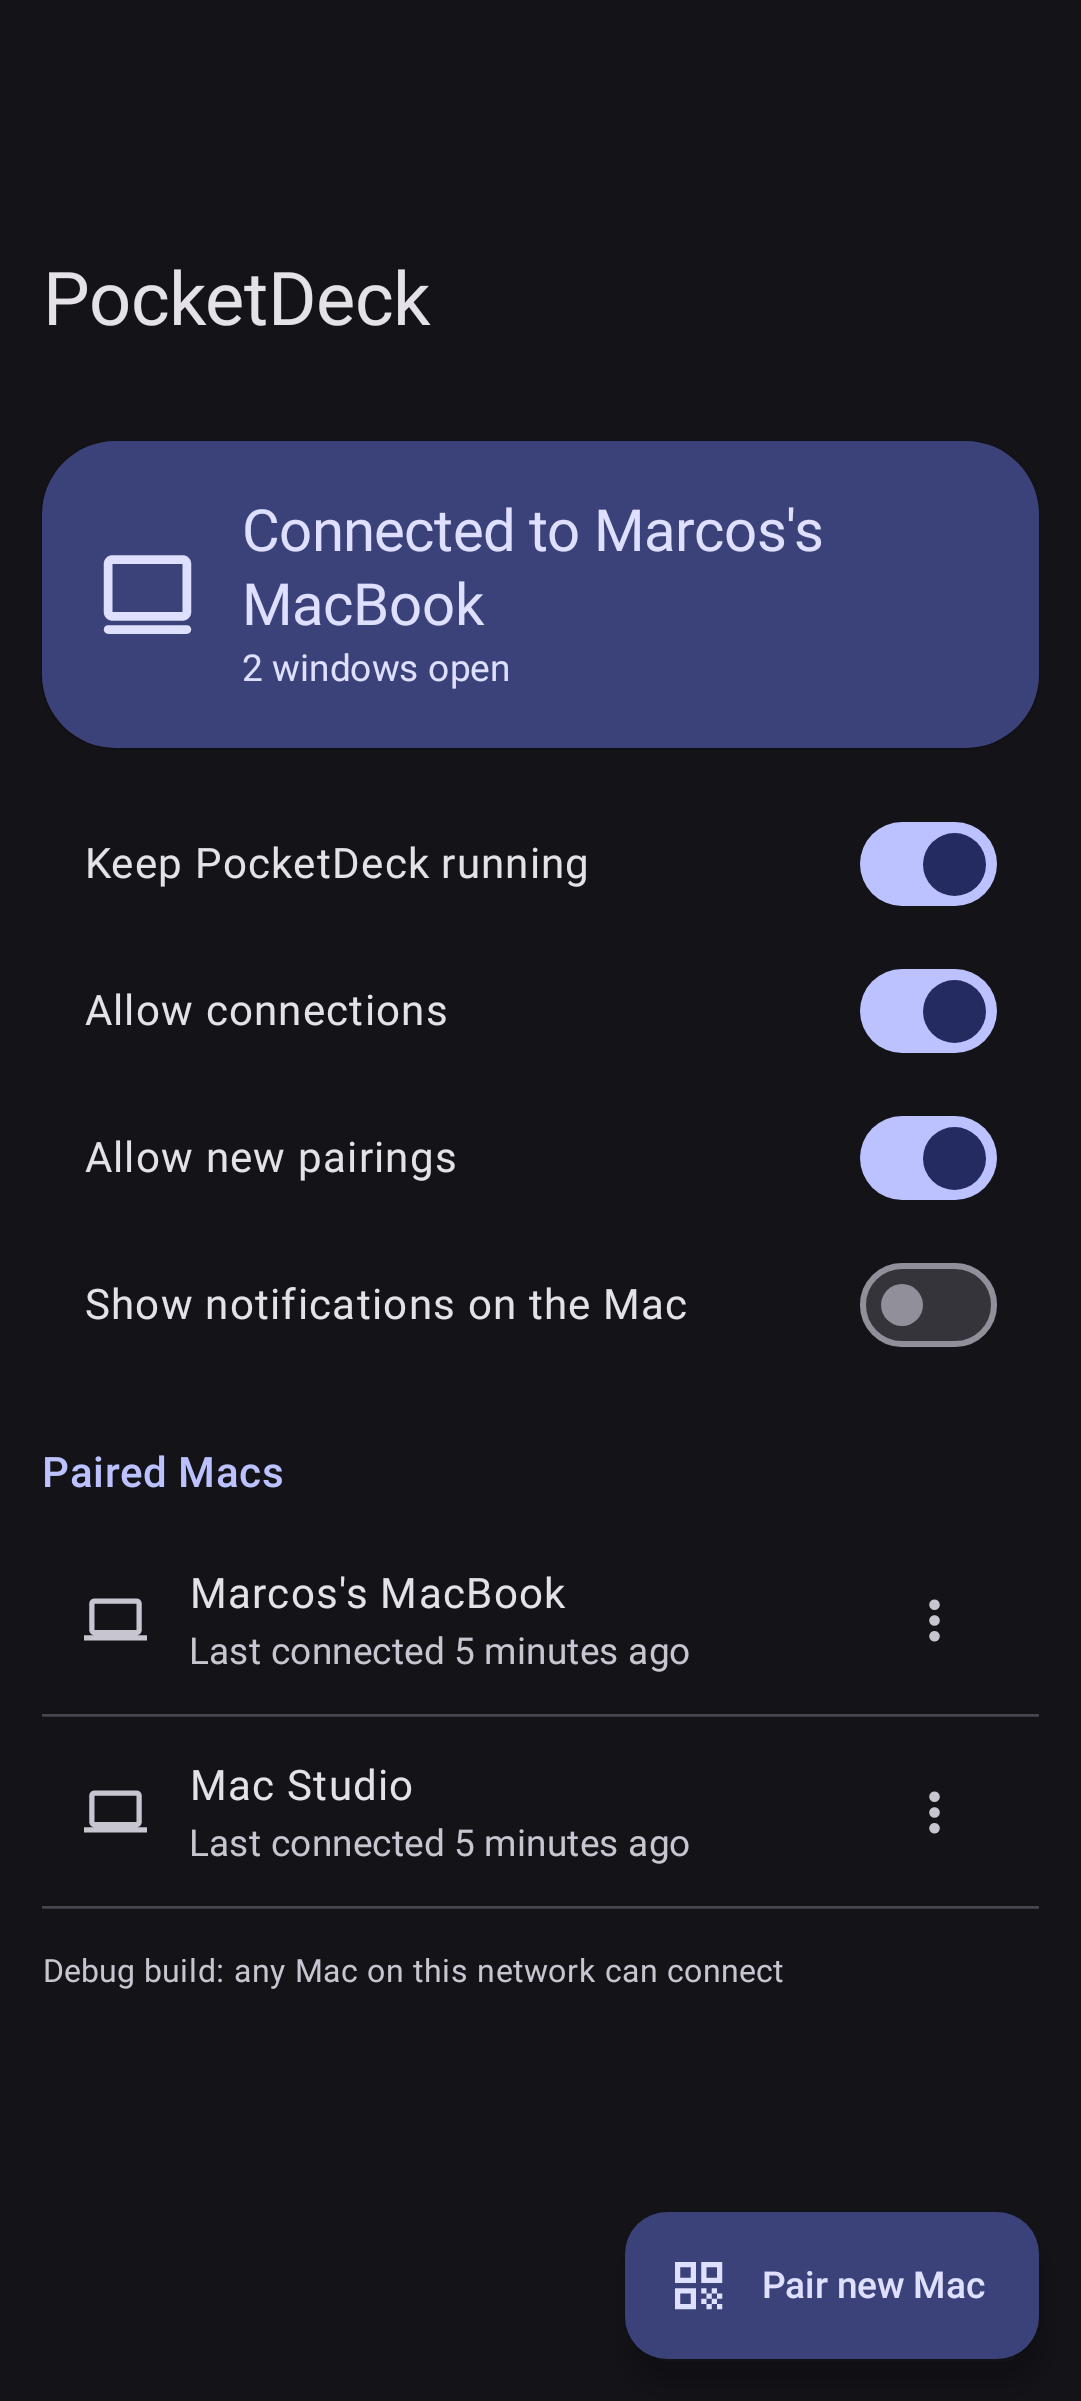 PocketDeck
Connected to Marcos's
MacBook
2 windows open
Keep PocketDeck running
Allow connections
Allow new pairings
Show notifications on the Mac
Paired Macs
Marcos's MacBook
Last connected 5 minutes ago
Mac Studio
Last connected 5 minutes ago
Debug build: any Mac on this network can connect
Pair new Mac